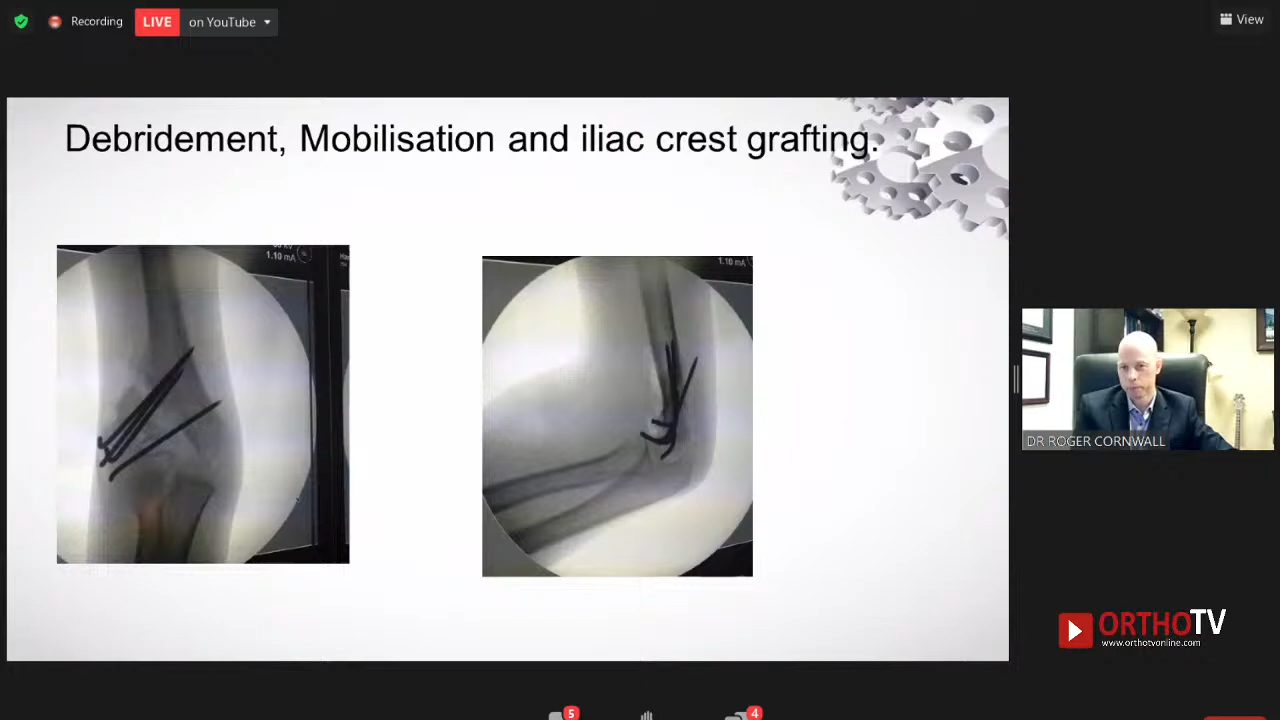 Recording
LIVE
on YouTube
View
Debridement, Mobilisation and iliac crest grafting.
1.10 mA
1.10 mA
DR ROGER CORNWALL
ORTHOTV
www.orthotvonline.com
5
4